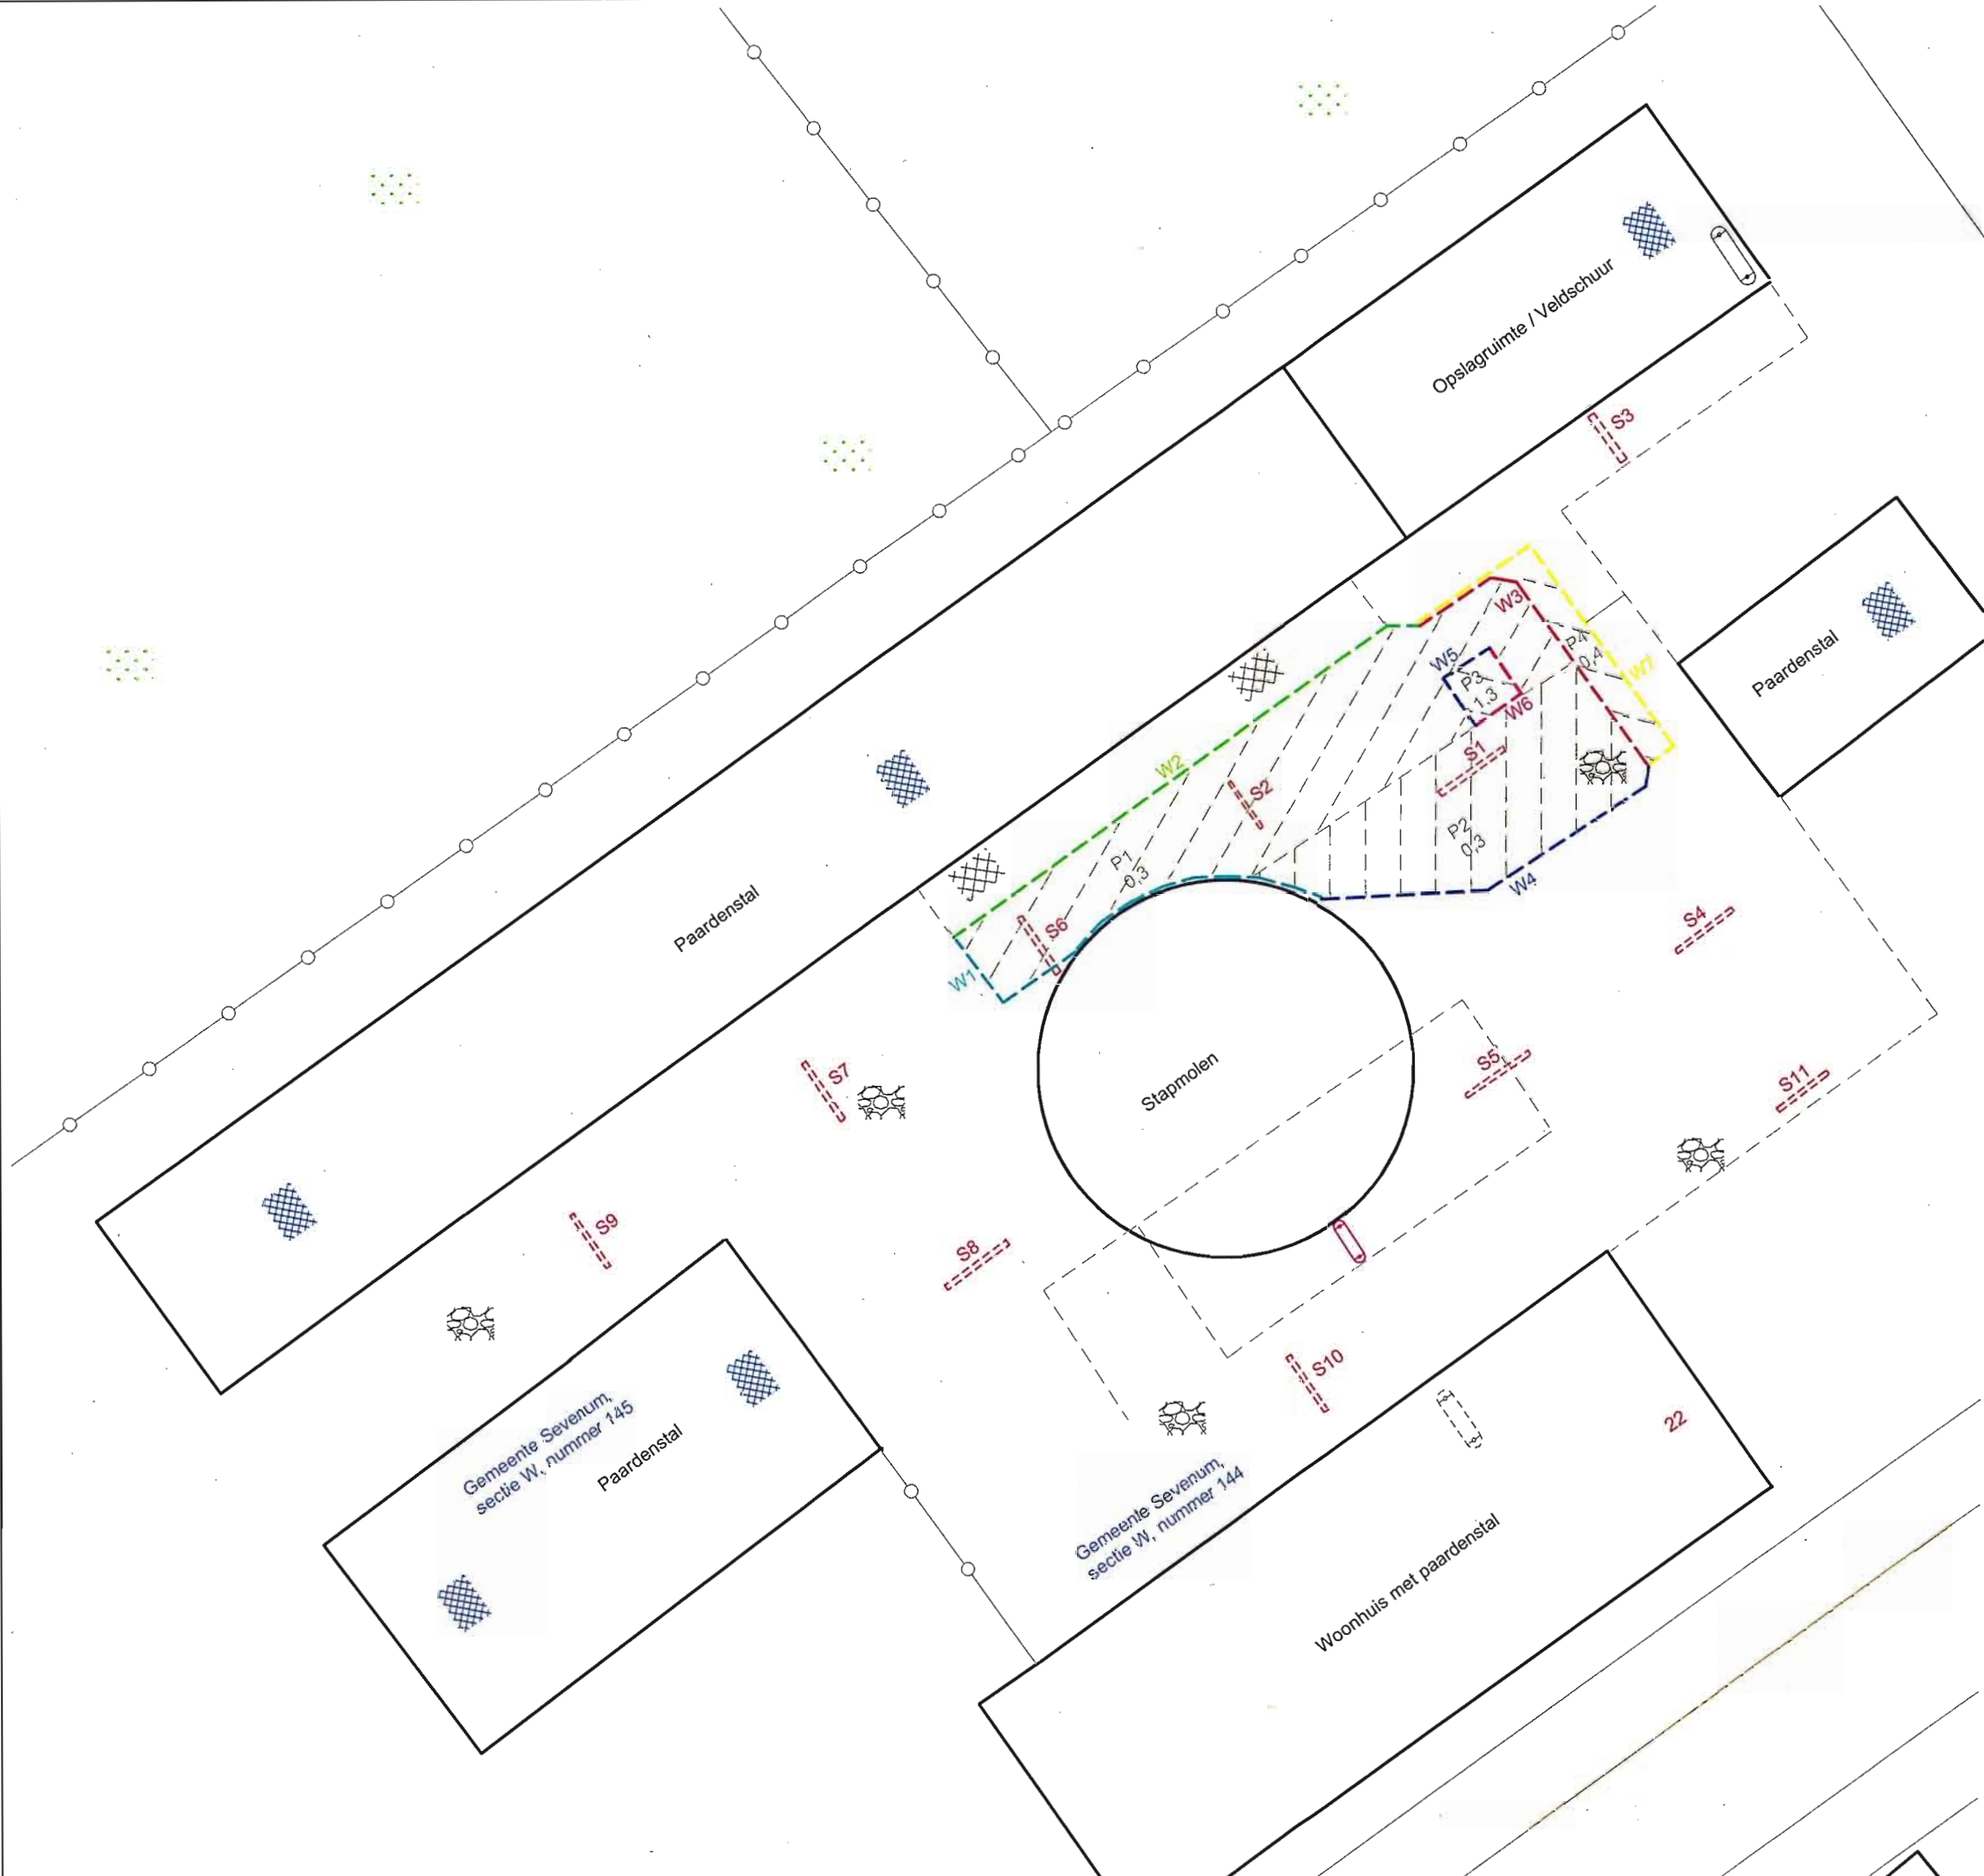 Opslagruimte / Veldschuur
S3
Paardenstal
W3
W5
P3
1,3
W6
P4
0,4
W7
W2
S1
S2
P2
0,3
P1
0,3
W4
Paardenstal
S6
W1
S4
S7
Stapmolen
S5
S11
S9
S8
S10
22
Gemeente Sevenum,
sectie W, nummer 145
Paardenstal
Gemeente Sevenum,
sectie W, nummer 144
Woonhuis met paardenstal